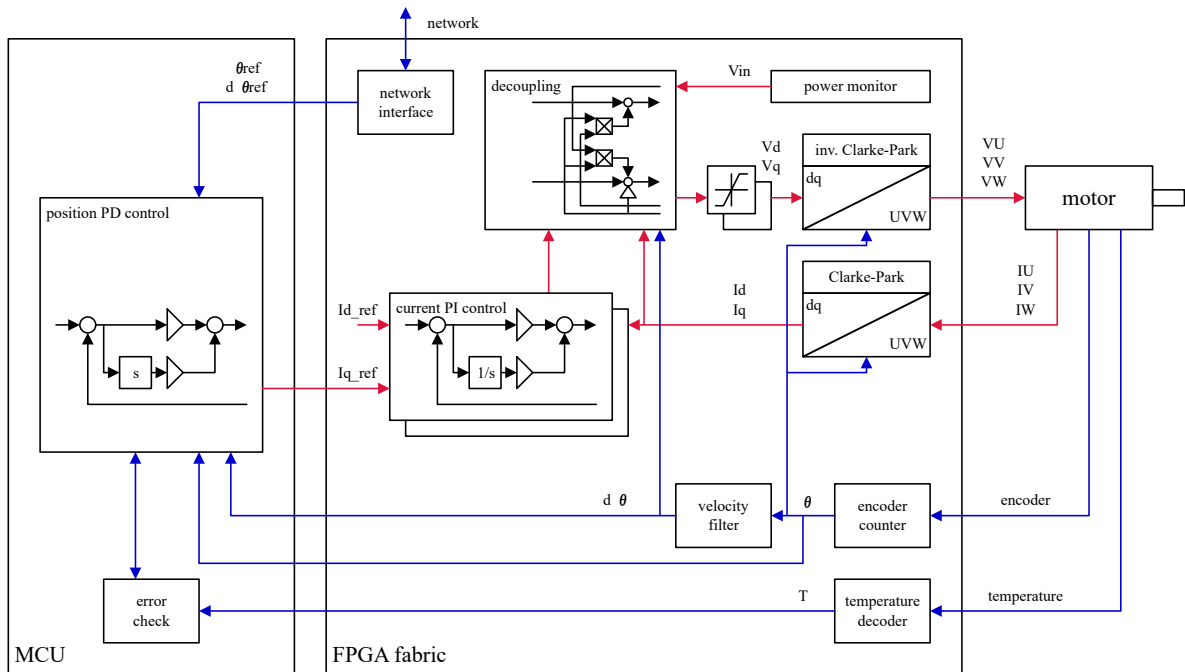 network
θref
d θref
network
interface
decoupling
Vin
power monitor
Vd
Vq
inv. Clarke-Park
dq
UVW
VU
VV
VW
motor
position PD control
s
Id_ref
Iq_ref
current PI control
1/s
Id
Iq
Clarke-Park
dq
UVW
IU
IV
IW
d θ
velocity
filter
θ
encoder
counter
encoder
error
check
T
temperature
decoder
temperature
MCU
FPGA fabric